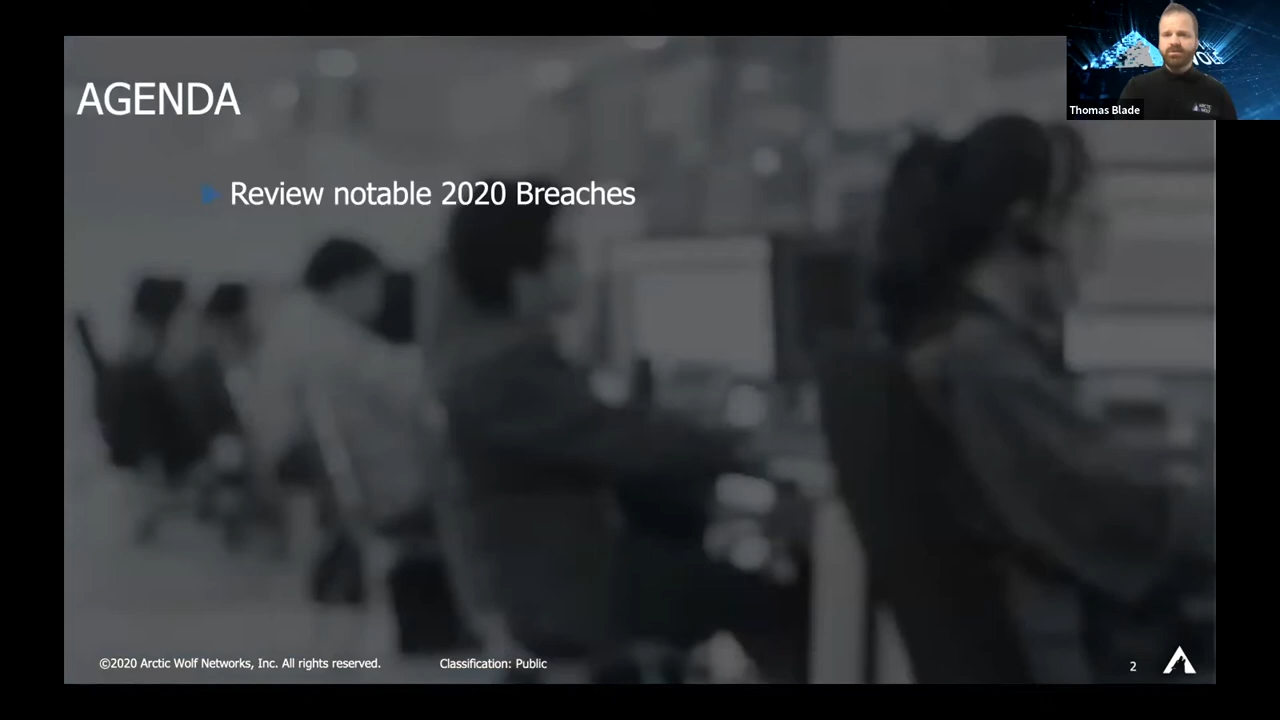 AGENDA
Review notable 2020 Breaches
Thomas Blade
©2020 Arctic Wolf Networks, Inc. All rights reserved.
Classification: Public
2